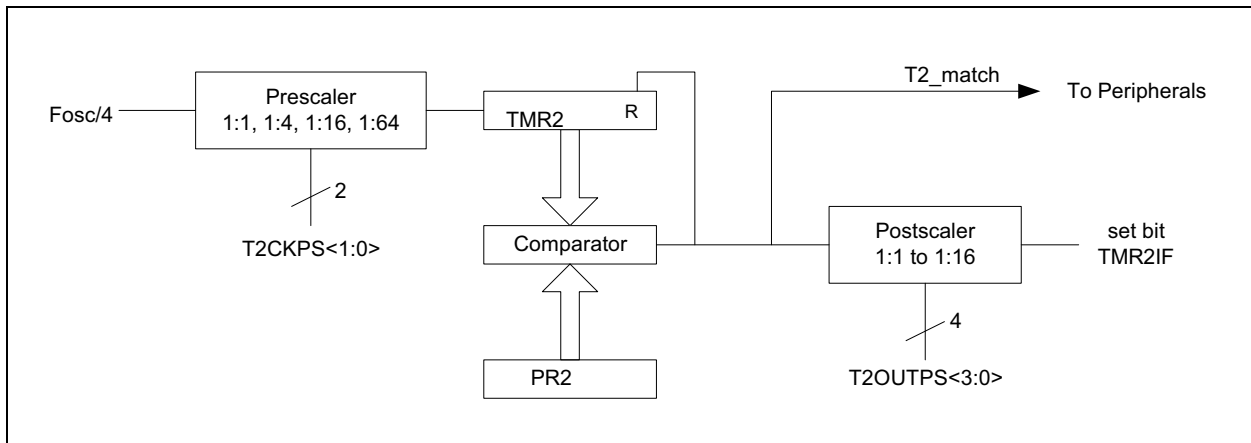 Fosc/4
Prescaler
1:1, 1:4, 1:16, 1:64
2
T2CKPS<1:0>
TMR2
R
Comparator
PR2
T2_match
To Peripherals
Postscaler
1:1 to 1:16
4
T2OUTPS<3:0>
set bit
TMR2IF